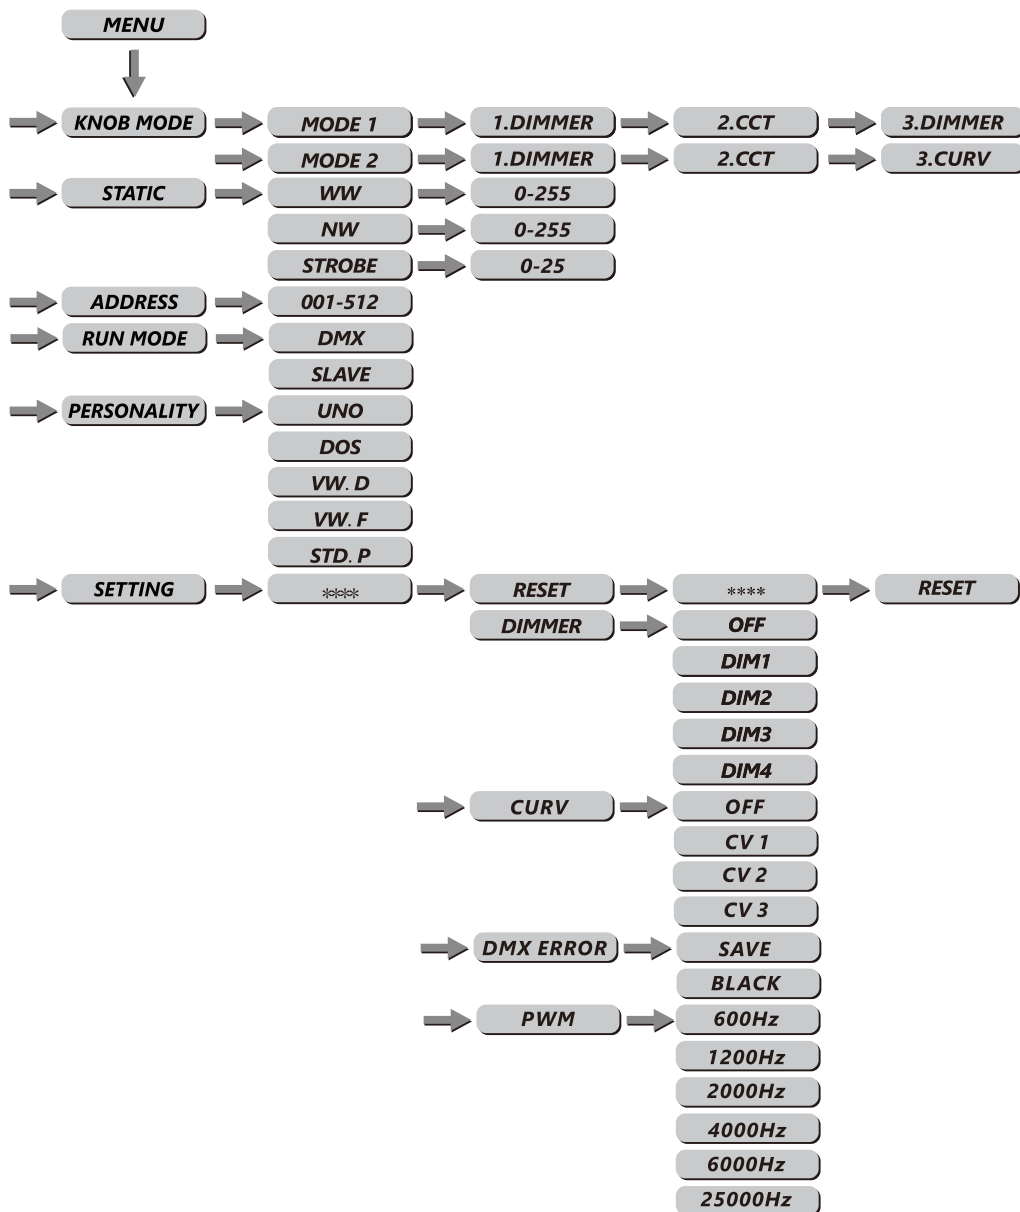 MENU
KNOB MODE MODE 1 1.DIMMER 2.CCT 3.DIMMER
MODE 2 1.DIMMER 2.CCT 3.CURV
STATIC WW 0-255
NW 0-255
STROBE 0-25
ADDRESS 001-512
RUN MODE DMX
SLAVE
PERSONALITY UNO
DOS
VW. D
VW. F
STD. P
SETTING **** RESET **** RESET
DIMMER OFF
DIM1
DIM2
DIM3
DIM4
CURV OFF
CV 1
CV 2
CV 3
DMX ERROR SAVE
BLACK
PWM 600Hz
1200Hz
2000Hz
4000Hz
6000Hz
25000Hz